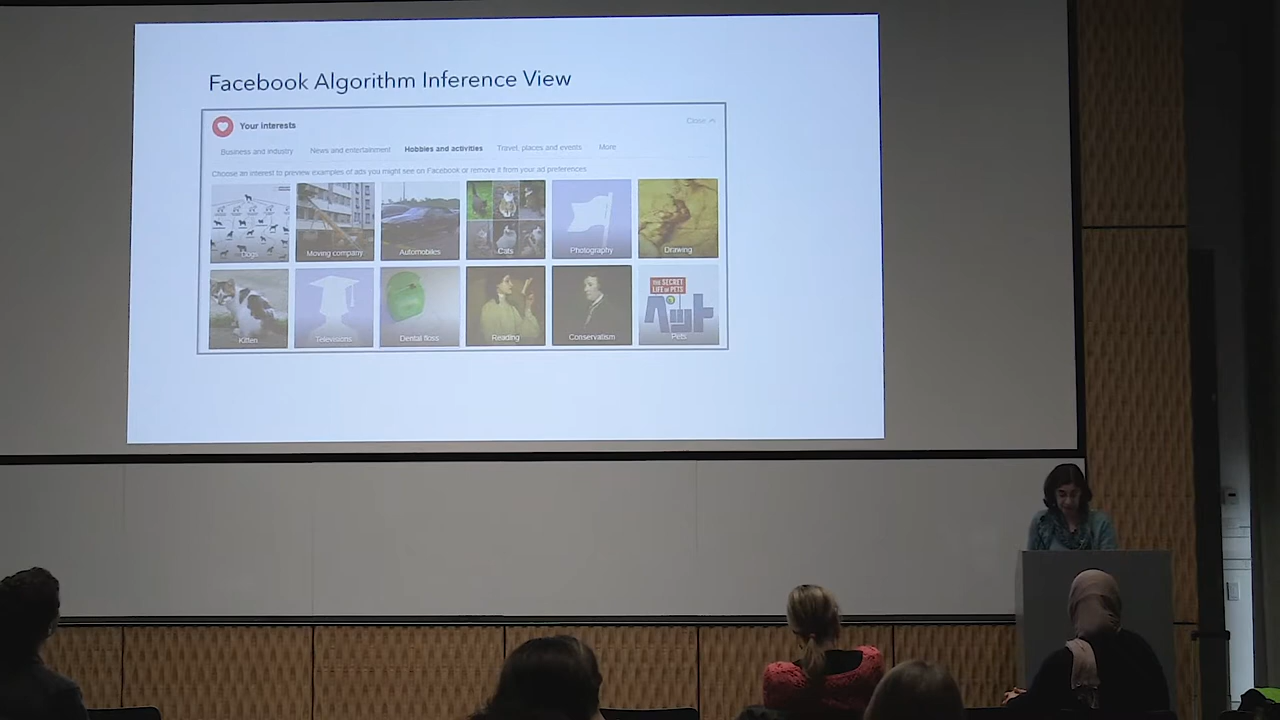 Facebook Algorithm Inference View
Your interests
Close
Business and industry News and entertainment Hobbies and activities Travel, places and events More
Choose an interest to preview examples of ads you might see on Facebook or remove it from your ad preferences.
Dogs Moving company Automobiles Cats Photography Drawing
THE SECRET
LIFE OF PETS
ペット
Kitten Televisions Dental floss Reading Conservatism Pets